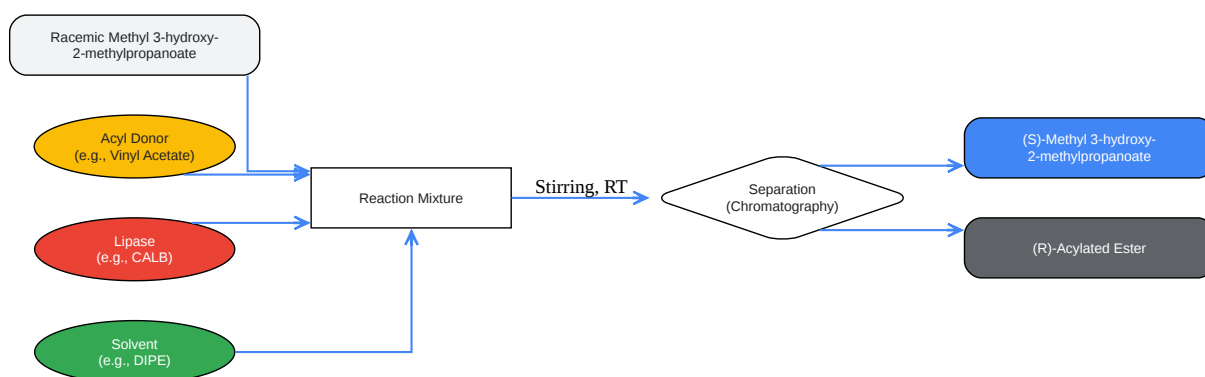 Racemic Methyl 3-hydroxy-
2-methylpropanoate
Acyl Donor
(e.g., Vinyl Acetate)
Lipase
(e.g., CALB)
Solvent
(e.g., DIPE)
Reaction Mixture
Stirring, RT
Separation
(Chromatography)
(S)-Methyl 3-hydroxy-
2-methylpropanoate
(R)-Acylated Ester